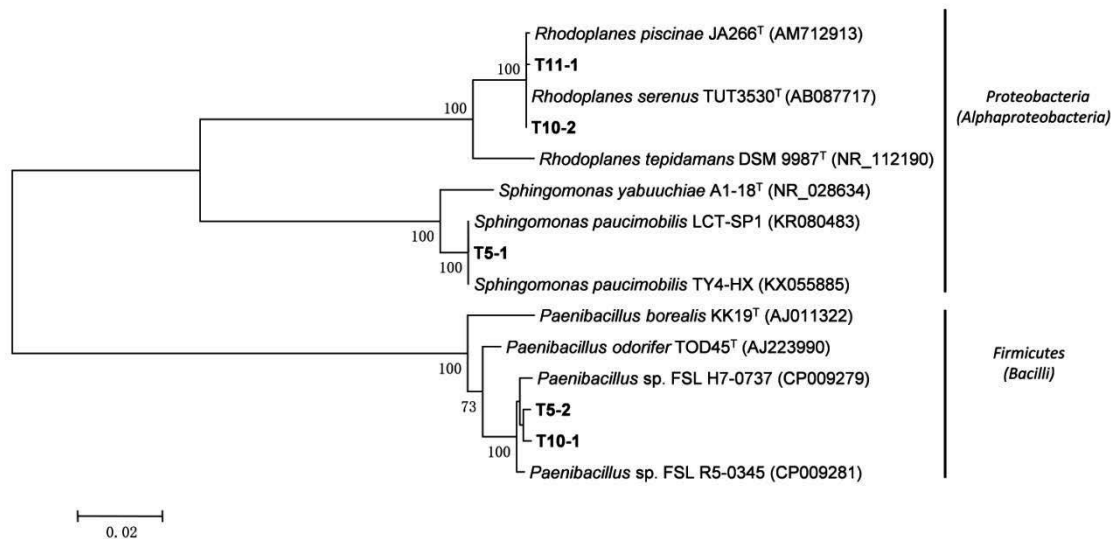 Rhodoplanes piscinae JA266ᵀ (AM712913)
100
T11-1
Rhodoplanes serenus TUT3530ᵀ (AB087717)
100
T10-2
Rhodoplanes tepidamans DSM 9987ᵀ (NR_112190)
Proteobacteria
(Alphaproteobacteria)
Sphingomonas yabuuchiae A1-18ᵀ (NR_028634)
Sphingomonas paucimobilis LCT-SP1 (KR080483)
100
T5-1
100
Sphingomonas paucimobilis TY4-HX (KX055885)
Paenibacillus borealis KK19ᵀ (AJ011322)
Paenibacillus odorifer TOD45ᵀ (AJ223990)
100
Paenibacillus sp. FSL H7-0737 (CP009279)
73
T5-2
T10-1
100
Paenibacillus sp. FSL R5-0345 (CP009281)
Firmicutes
(Bacilli)
0.02